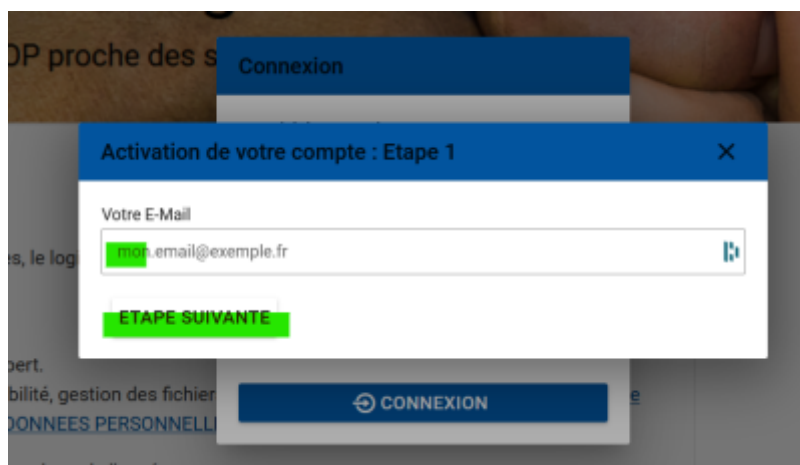 OP proche des s
Connexion
Activation de votre compte : Etape 1
Votre E-Mail
mon.email@exemple.fr
es, le log
ETAPE SUIVANTE
pert.
bilité, gestion des fichier
e
DONNEES PERSONNELL
CONNEXION